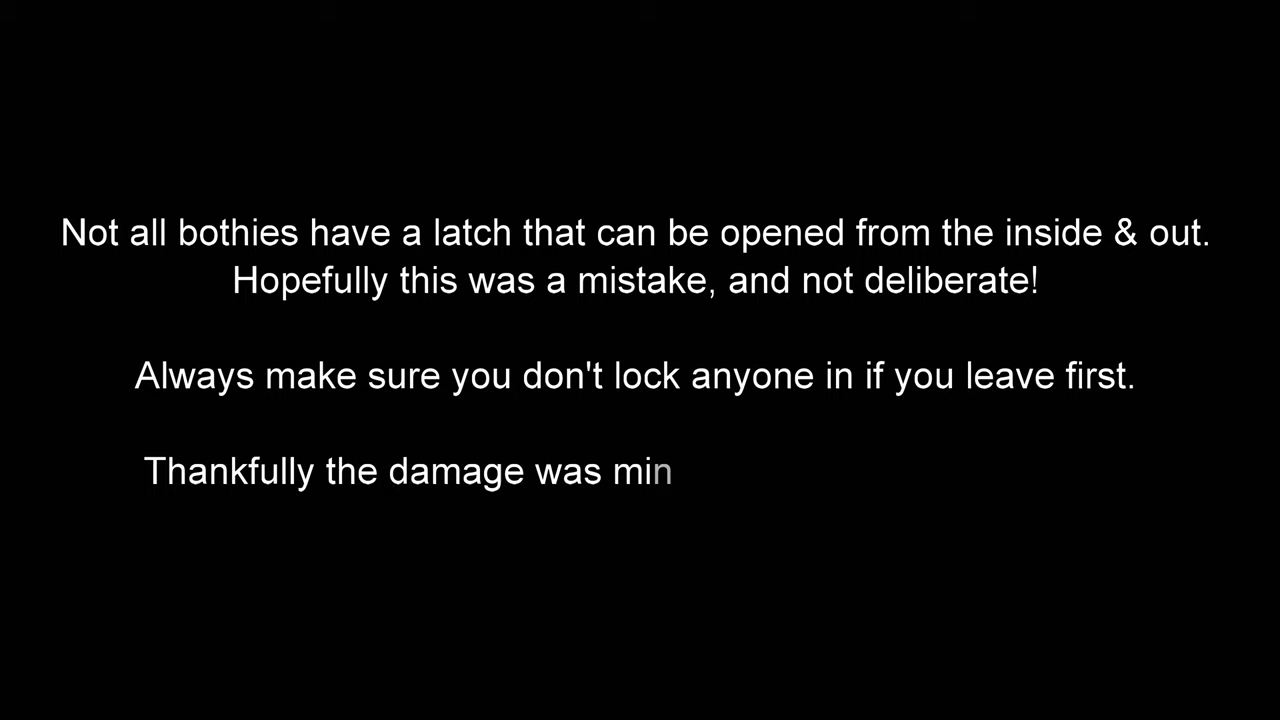 Not all bothies have a latch that can be opened from the inside & out.
Hopefully this was a mistake, and not deliberate!
Always make sure you don't lock anyone in if you leave first.
Thankfully the damage was min